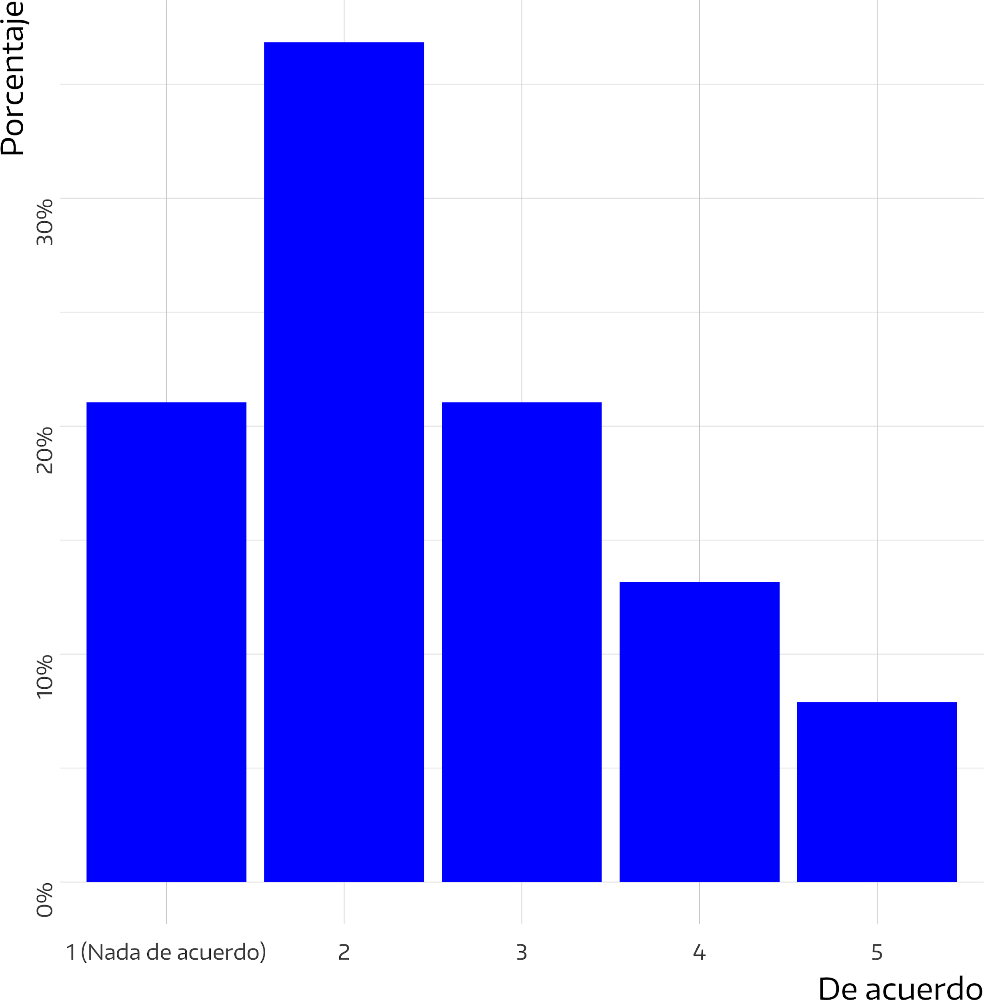 Porcentaje
30%
20%
10%
0%
1 (Nada de acuerdo)
2
3
4
5
De acuerdo